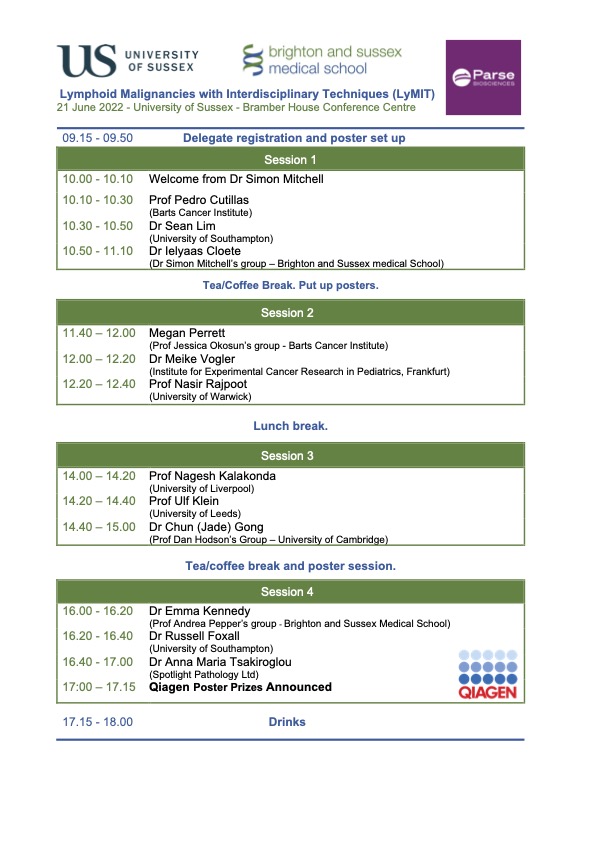 US UNIVERSITY
OF SUSSEX
brighton and sussex
medical school
Parse
BIOSCIENCES
Lymphoid Malignancies with Interdisciplinary Techniques (LyMIT)
21 June 2022 - University of Sussex - Bramber House Conference Centre
09.15 - 09.50 Delegate registration and poster set up
Session 1
10.00 - 10.10 Welcome from Dr Simon Mitchell
10.10 - 10.30 Prof Pedro Cutillas
(Barts Cancer Institute)
10.30 - 10.50 Dr Sean Lim
(University of Southampton)
10.50 - 11.10 Dr Ielyaas Cloete
(Dr Simon Mitchell's group – Brighton and Sussex medical School)
Tea/Coffee Break. Put up posters.
Session 2
11.40 – 12.00 Megan Perrett
(Prof Jessica Okosun's group - Barts Cancer Institute)
12.00 – 12.20 Dr Meike Vogler
(Institute for Experimental Cancer Research in Pediatrics, Frankfurt)
12.20 – 12.40 Prof Nasir Rajpoot
(University of Warwick)
Lunch break.
Session 3
14.00 – 14.20 Prof Nagesh Kalakonda
(University of Liverpool)
14.20 – 14.40 Prof Ulf Klein
(University of Leeds)
14.40 – 15.00 Dr Chun (Jade) Gong
(Prof Dan Hodson's Group – University of Cambridge)
Tea/coffee break and poster session.
Session 4
16.00 - 16.20 Dr Emma Kennedy
(Prof Andrea Pepper's group - Brighton and Sussex Medical School)
16.20 - 16.40 Dr Russell Foxall
(University of Southampton)
16.40 - 17.00 Dr Anna Maria Tsakiroglou
(Spotlight Pathology Ltd)
17:00 – 17.15 Qiagen Poster Prizes Announced
QIAGEN
17.15 - 18.00 Drinks